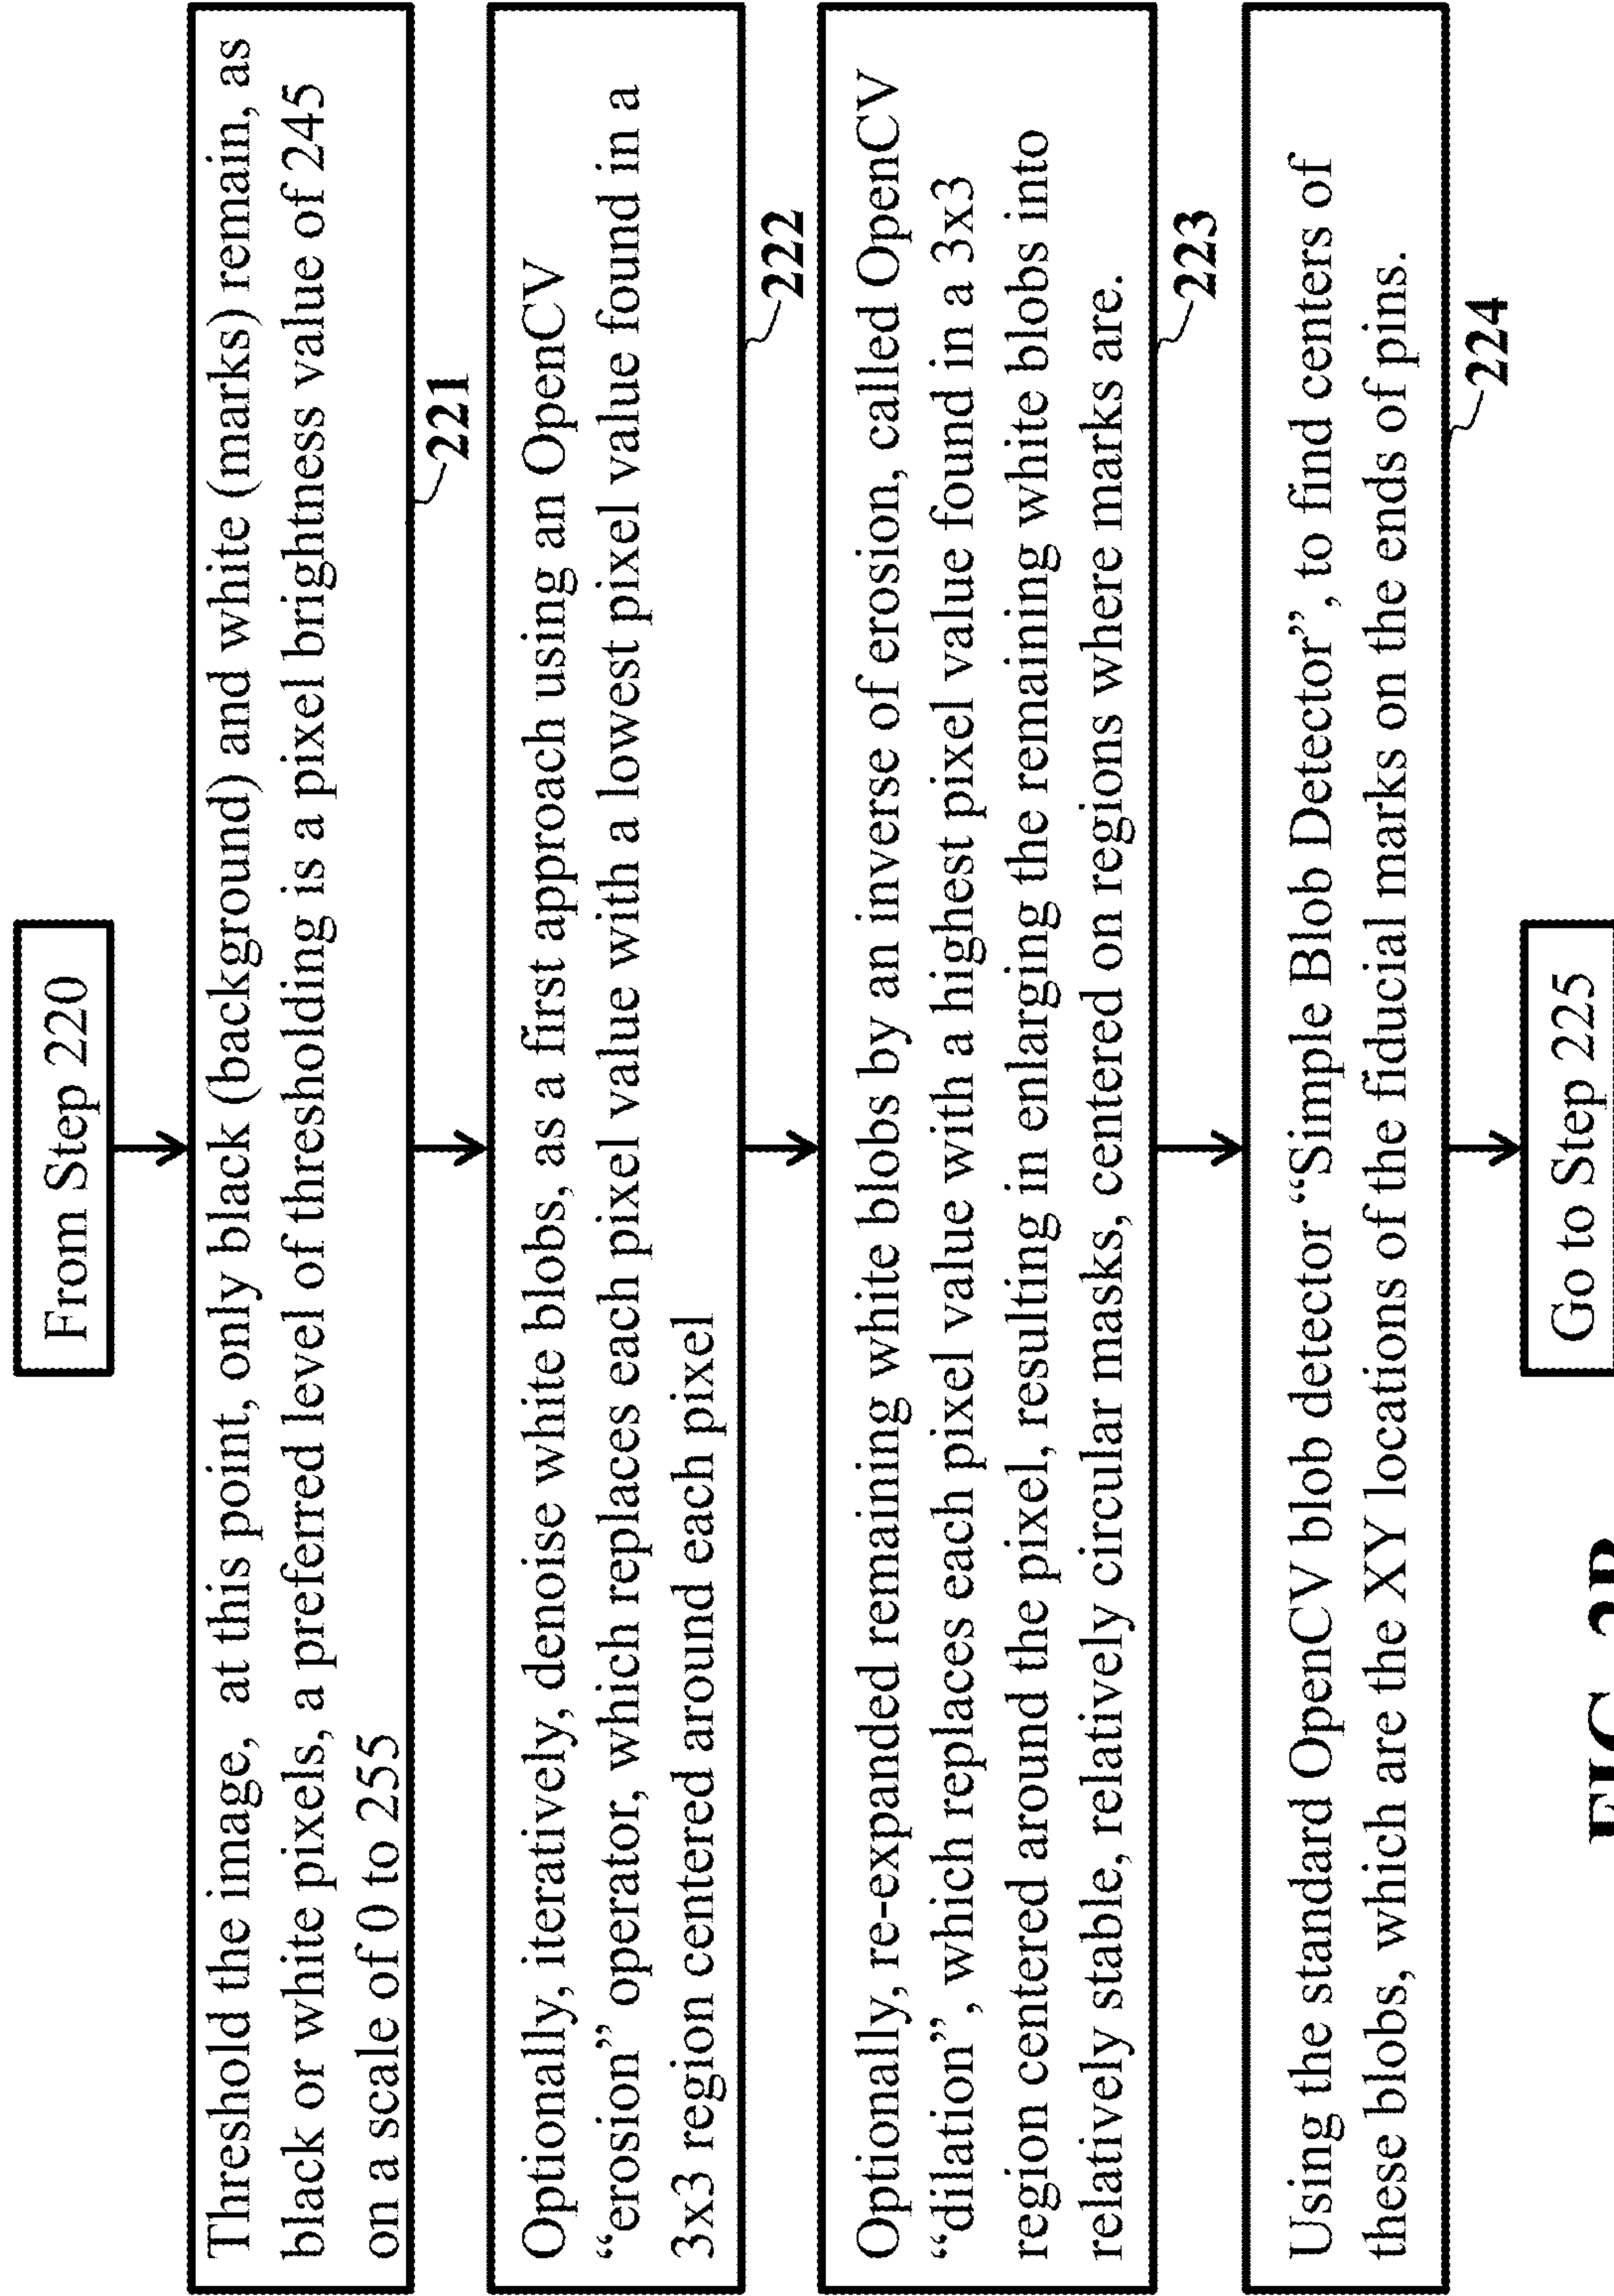 From Step 220
Threshold the image, at this point, only black (background) and white (marks) remain, as
black or white pixels, a preferred level of thresholding is a pixel brightness value of 245
on a scale of 0 to 255
221
Optionally, iteratively, denoise white blobs, as a first approach using an OpenCV
“erosion” operator, which replaces each pixel value with a lowest pixel value found in a
3x3 region centered around each pixel
222
Optionally, re-expanded remaining white blobs by an inverse of erosion, called OpenCV
“dilation”, which replaces each pixel value with a highest pixel value found in a 3x3
region centered around the pixel, resulting in enlarging the remaining white blobs into
relatively stable, relatively circular masks, centered on regions where marks are.
223
Using the standard OpenCV blob detector “Simple Blob Detector”, to find centers of
these blobs, which are the XY locations of the fiducial marks on the ends of pins.
224
Go to Step 225